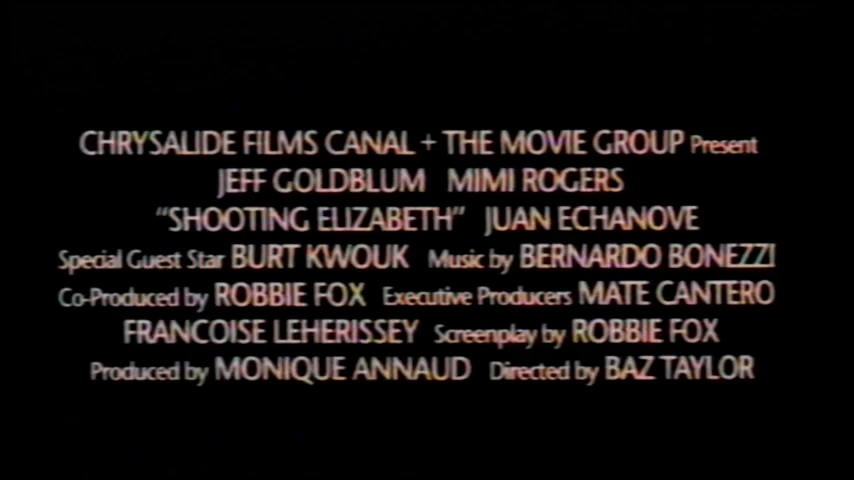 CHRYSALIDE FILMS CANAL + THE MOVIE GROUP Present
JEFF GOLDBLUM MIMI ROGERS
"SHOOTING ELIZABETH" JUAN ECHANOVE
Special Guest Star BURT KWOUK Music by BERNARDO BONEZZI
Co-Produced by ROBBIE FOX Executive Producers MATE CANTERO
FRANCOISE LEHERISSEY Screenplay by ROBBIE FOX
Produced by MONIQUE ANNAUD Directed by BAZ TAYLOR